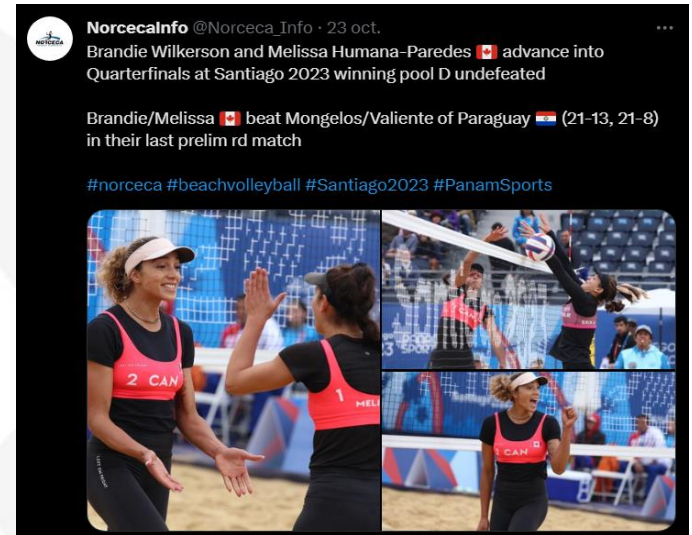 NORCECA
NorcecaInfo @Norceca_Info · 23 oct.
Brandie Wilkerson and Melissa Humana-Paredes 🇨🇦 advance into
Quarterfinals at Santiago 2023 winning pool D undefeated
Brandie/Melissa 🇨🇦 beat Mongelos/Valiente of Paraguay 🇵🇾 (21-13, 21-8)
in their last prelim rd match
#norceca #beachvolleyball #Santiago2023 #PanamSports
2 CAN
1
MEL
2 CAN